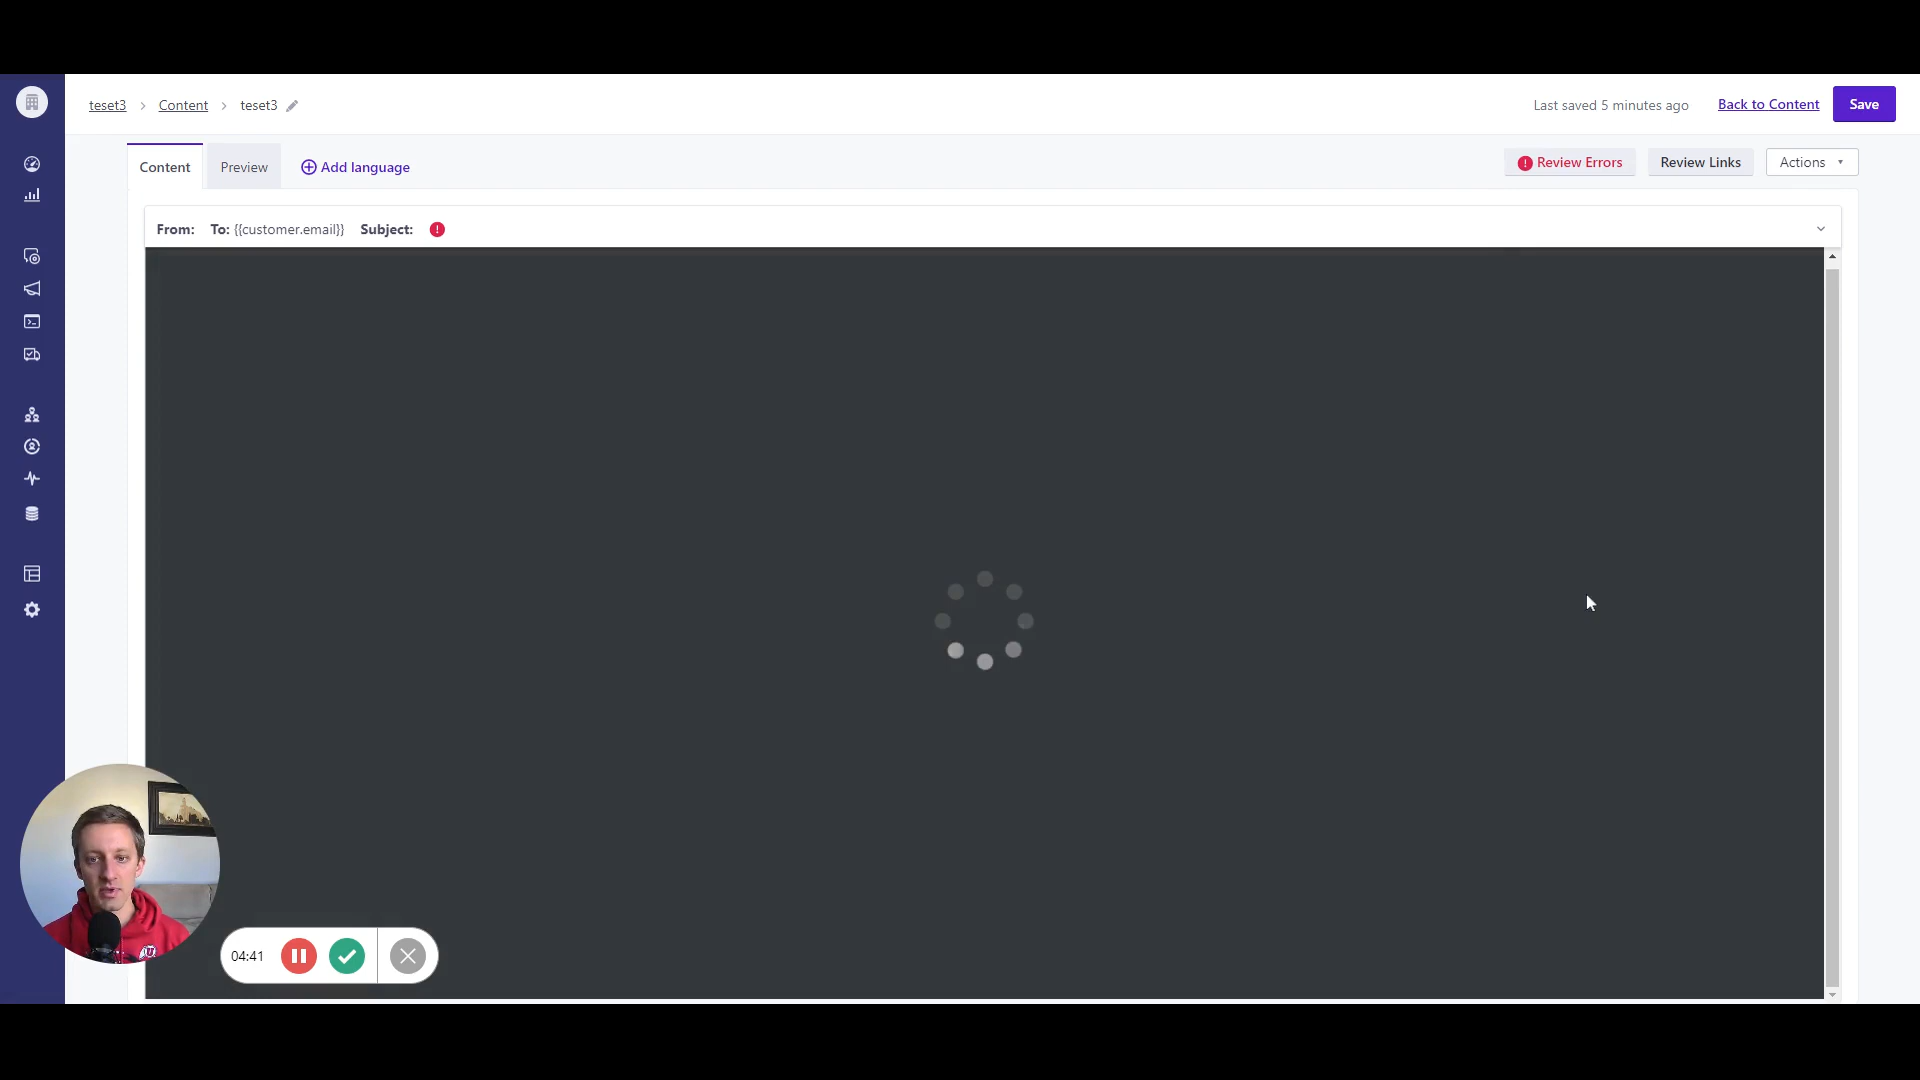 teset3 > Content > teset3
Last saved 5 minutes ago
Back to Content
Save
Content
Preview
Add language
Review Errors
Review Links
Actions
From: To: {{customer.email}} Subject:
04:41